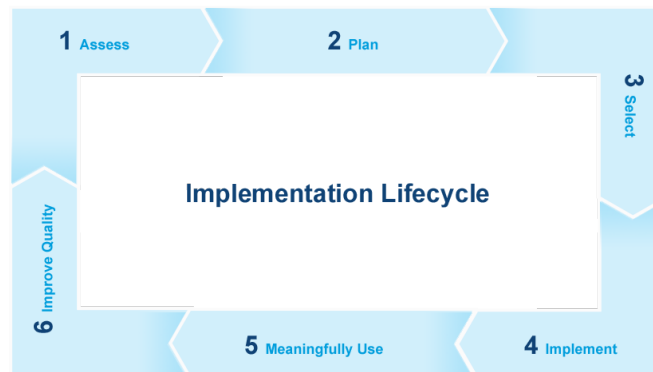 1 Assess
2 Plan
3 Select
Implementation Lifecycle
4 Implement
5 Meaningfully Use
6 Improve Quality